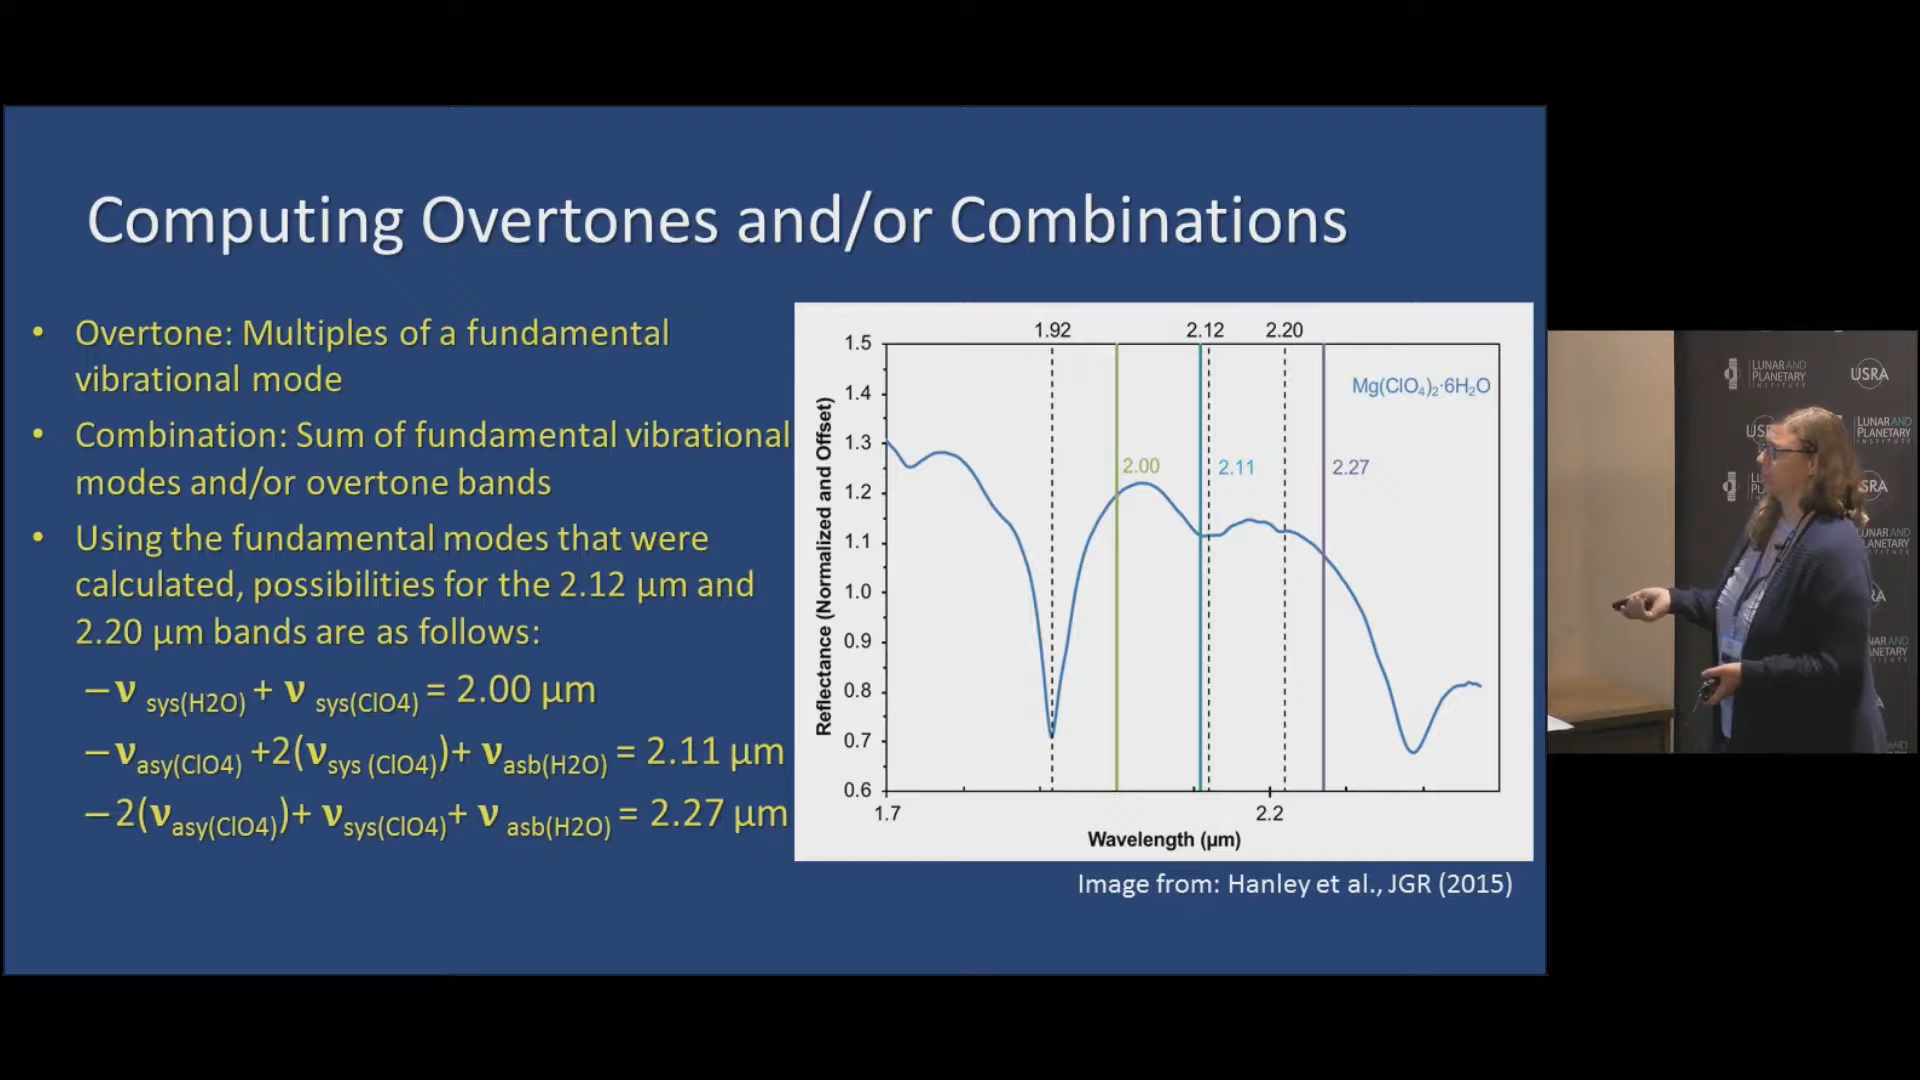 Computing Overtones and/or Combinations
• Overtone: Multiples of a fundamental
vibrational mode
• Combination: Sum of fundamental vibrational
modes and/or overtone bands
• Using the fundamental modes that were
calculated, possibilities for the 2.12 µm and
2.20 µm bands are as follows:
–ν sys(H2O) + ν sys(ClO4) = 2.00 µm
–νasy(ClO4) +2(νsys (ClO4))+ νasb(H2O) = 2.11 µm
–2(νasy(ClO4))+ νsys(ClO4)+ ν asb(H2O) = 2.27 µm
1.92 2.12 2.20
Reflectance (Normalized and Offset)
1.5
1.4
1.3
1.2
1.1
1.0
0.9
0.8
0.7
0.6
Mg(ClO4)2·6H2O
2.00 2.11 2.27
1.7 2.2
Wavelength (µm)
Image from: Hanley et al., JGR (2015)
LUNAR AND
PLANETARY
INSTITUTE
USRA
LUNAR AND
PLANETARY
INSTITUTE